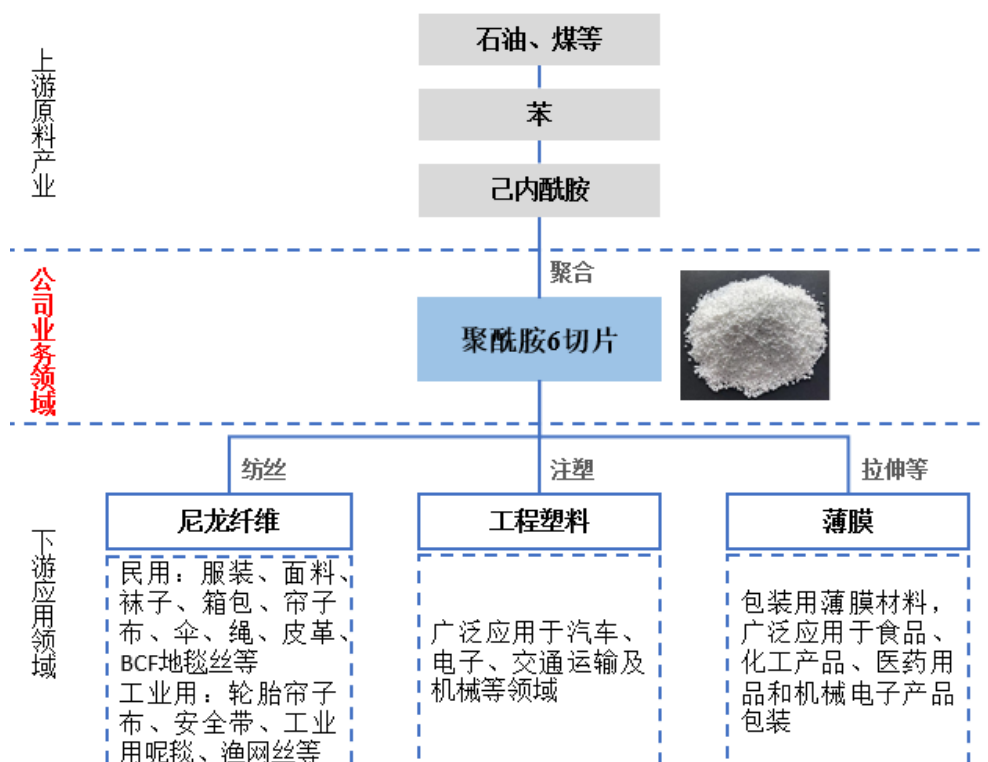 上游原料产业
石油、煤等
苯
己内酰胺
公司业务领域
聚合
聚酰胺6切片
下游应用领域
纺丝
注塑
拉伸等
尼龙纤维
工程塑料
薄膜
民用：服装、面料、
袜子、箱包、帘子
布、伞、绳、皮革、
BCF地毯丝等
工业用：轮胎帘子
布、安全带、工业
用呢毯、渔网丝等
广泛应用于汽车、
电子、交通运输及
机械等领域
包装用薄膜材料，
广泛应用于食品、
化工产品、医药用
品和机械电子产品
包装